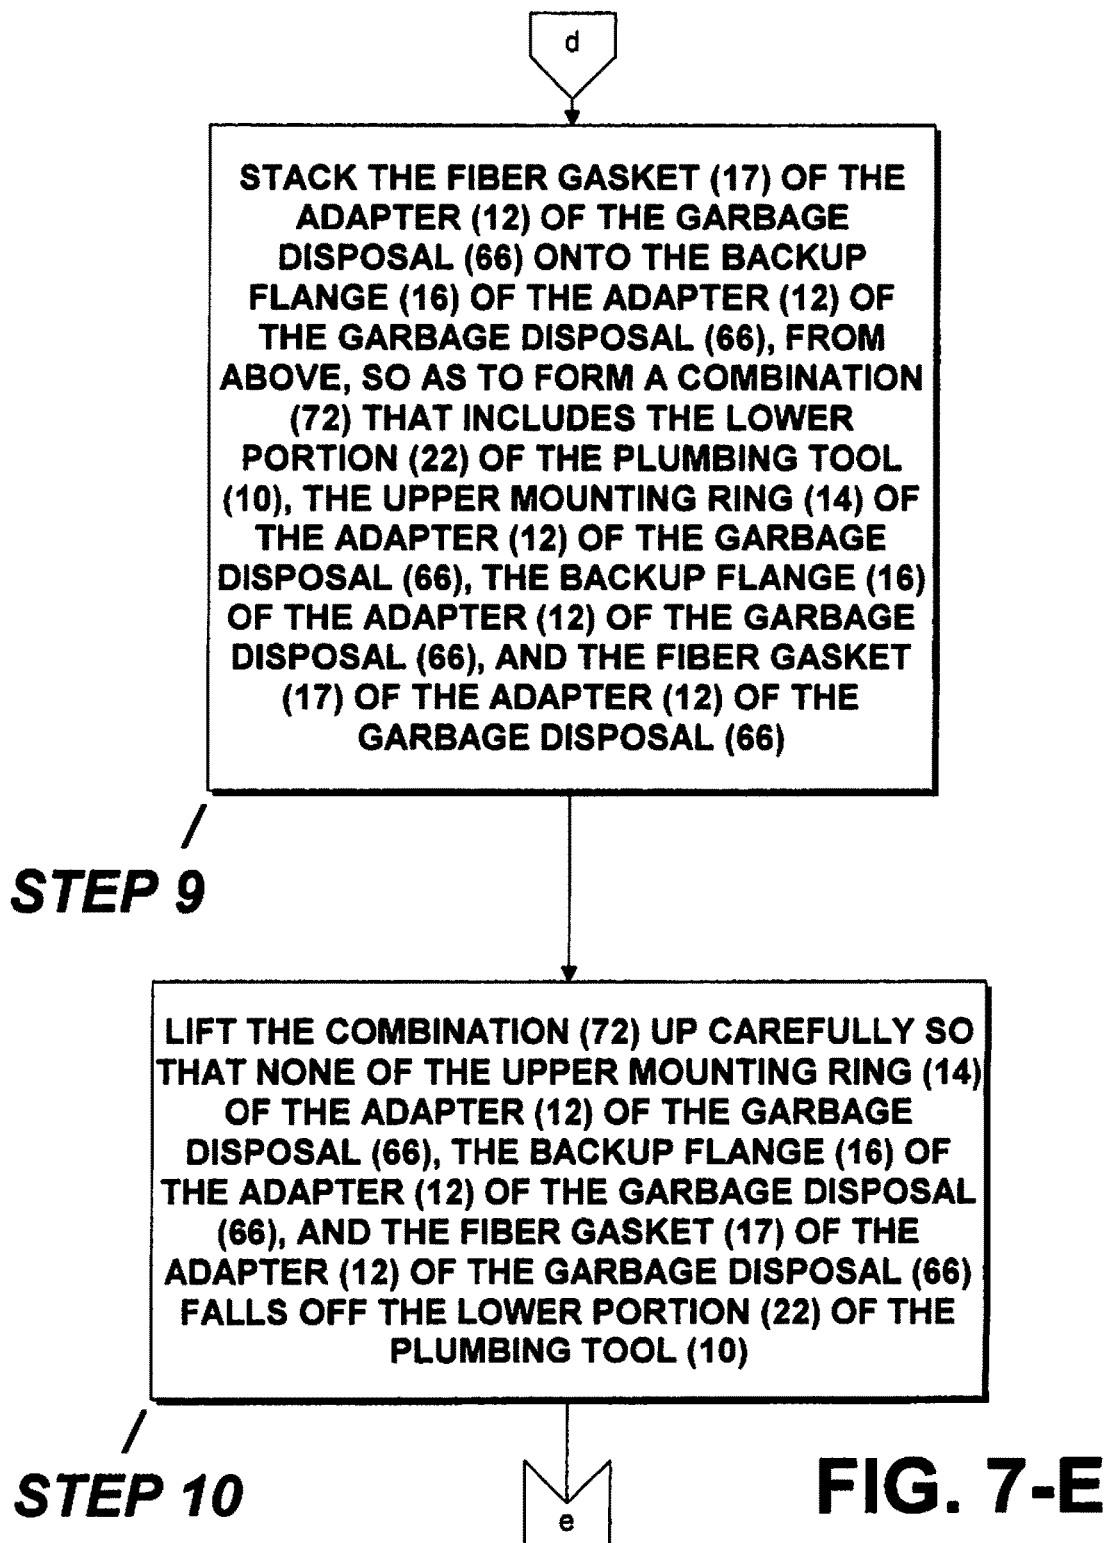 d
STACK THE FIBER GASKET (17) OF THE
ADAPTER (12) OF THE GARBAGE
DISPOSAL (66) ONTO THE BACKUP
FLANGE (16) OF THE ADAPTER (12) OF
THE GARBAGE DISPOSAL (66), FROM
ABOVE, SO AS TO FORM A COMBINATION
(72) THAT INCLUDES THE LOWER
PORTION (22) OF THE PLUMBING TOOL
(10), THE UPPER MOUNTING RING (14) OF
THE ADAPTER (12) OF THE GARBAGE
DISPOSAL (66), THE BACKUP FLANGE (16)
OF THE ADAPTER (12) OF THE GARBAGE
DISPOSAL (66), AND THE FIBER GASKET
(17) OF THE ADAPTER (12) OF THE
GARBAGE DISPOSAL (66)
STEP 9
LIFT THE COMBINATION (72) UP CAREFULLY SO
THAT NONE OF THE UPPER MOUNTING RING (14)
OF THE ADAPTER (12) OF THE GARBAGE
DISPOSAL (66), THE BACKUP FLANGE (16) OF
THE ADAPTER (12) OF THE GARBAGE DISPOSAL
(66), AND THE FIBER GASKET (17) OF THE
ADAPTER (12) OF THE GARBAGE DISPOSAL (66)
FALLS OFF THE LOWER PORTION (22) OF THE
PLUMBING TOOL (10)
STEP 10
e
FIG. 7-E